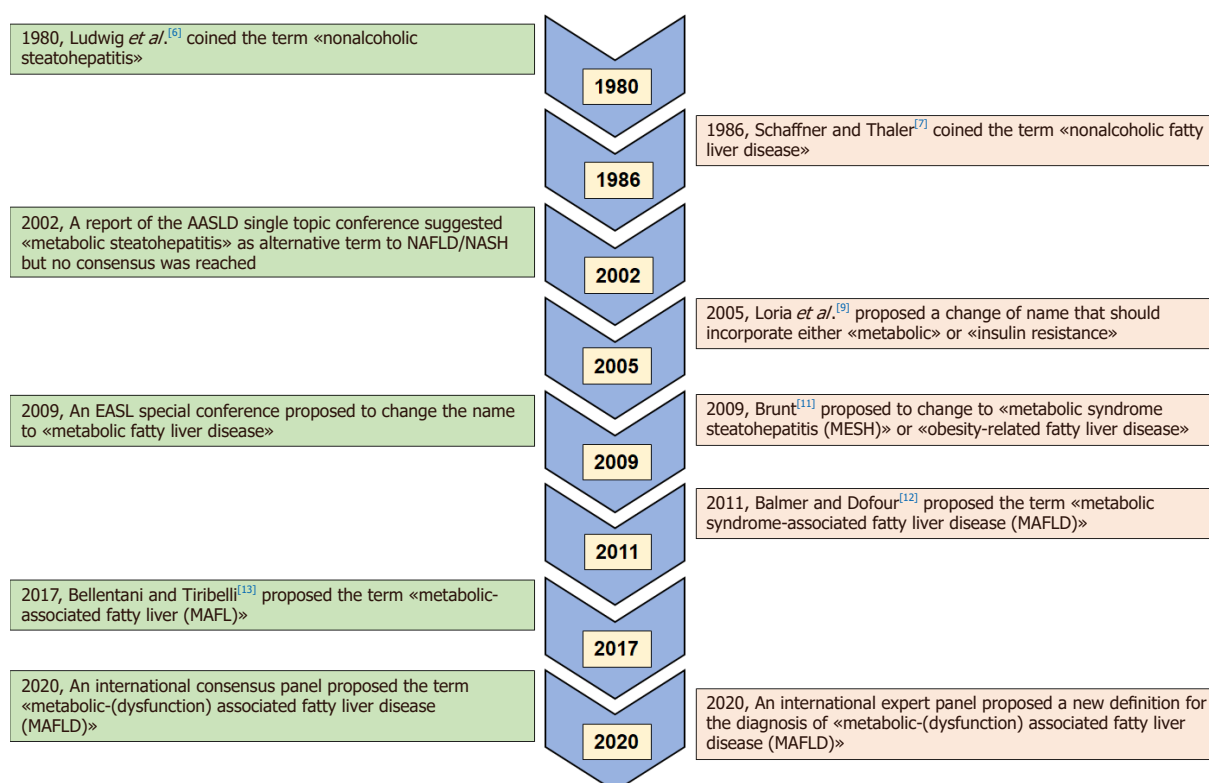 1980, Ludwig et al.[6] coined the term «nonalcoholic
steatohepatitis»
1980
1986, Schaffner and Thaler[7] coined the term «nonalcoholic fatty
liver disease»
1986
2002, A report of the AASLD single topic conference suggested
«metabolic steatohepatitis» as alternative term to NAFLD/NASH
but no consensus was reached
2002
2005, Loria et al.[9] proposed a change of name that should
incorporate either «metabolic» or «insulin resistance»
2005
2009, An EASL special conference proposed to change the name
to «metabolic fatty liver disease»
2009, Brunt[11] proposed to change to «metabolic syndrome
steatohepatitis (MESH)» or «obesity-related fatty liver disease»
2009
2011, Balmer and Dofour[12] proposed the term «metabolic
syndrome-associated fatty liver disease (MAFLD)»
2011
2017, Bellentani and Tiribelli[13] proposed the term «metabolic-
associated fatty liver (MAFL)»
2017
2020, An international consensus panel proposed the term
«metabolic-(dysfunction) associated fatty liver disease
(MAFLD)»
2020, An international expert panel proposed a new definition for
the diagnosis of «metabolic-(dysfunction) associated fatty liver
disease (MAFLD)»
2020